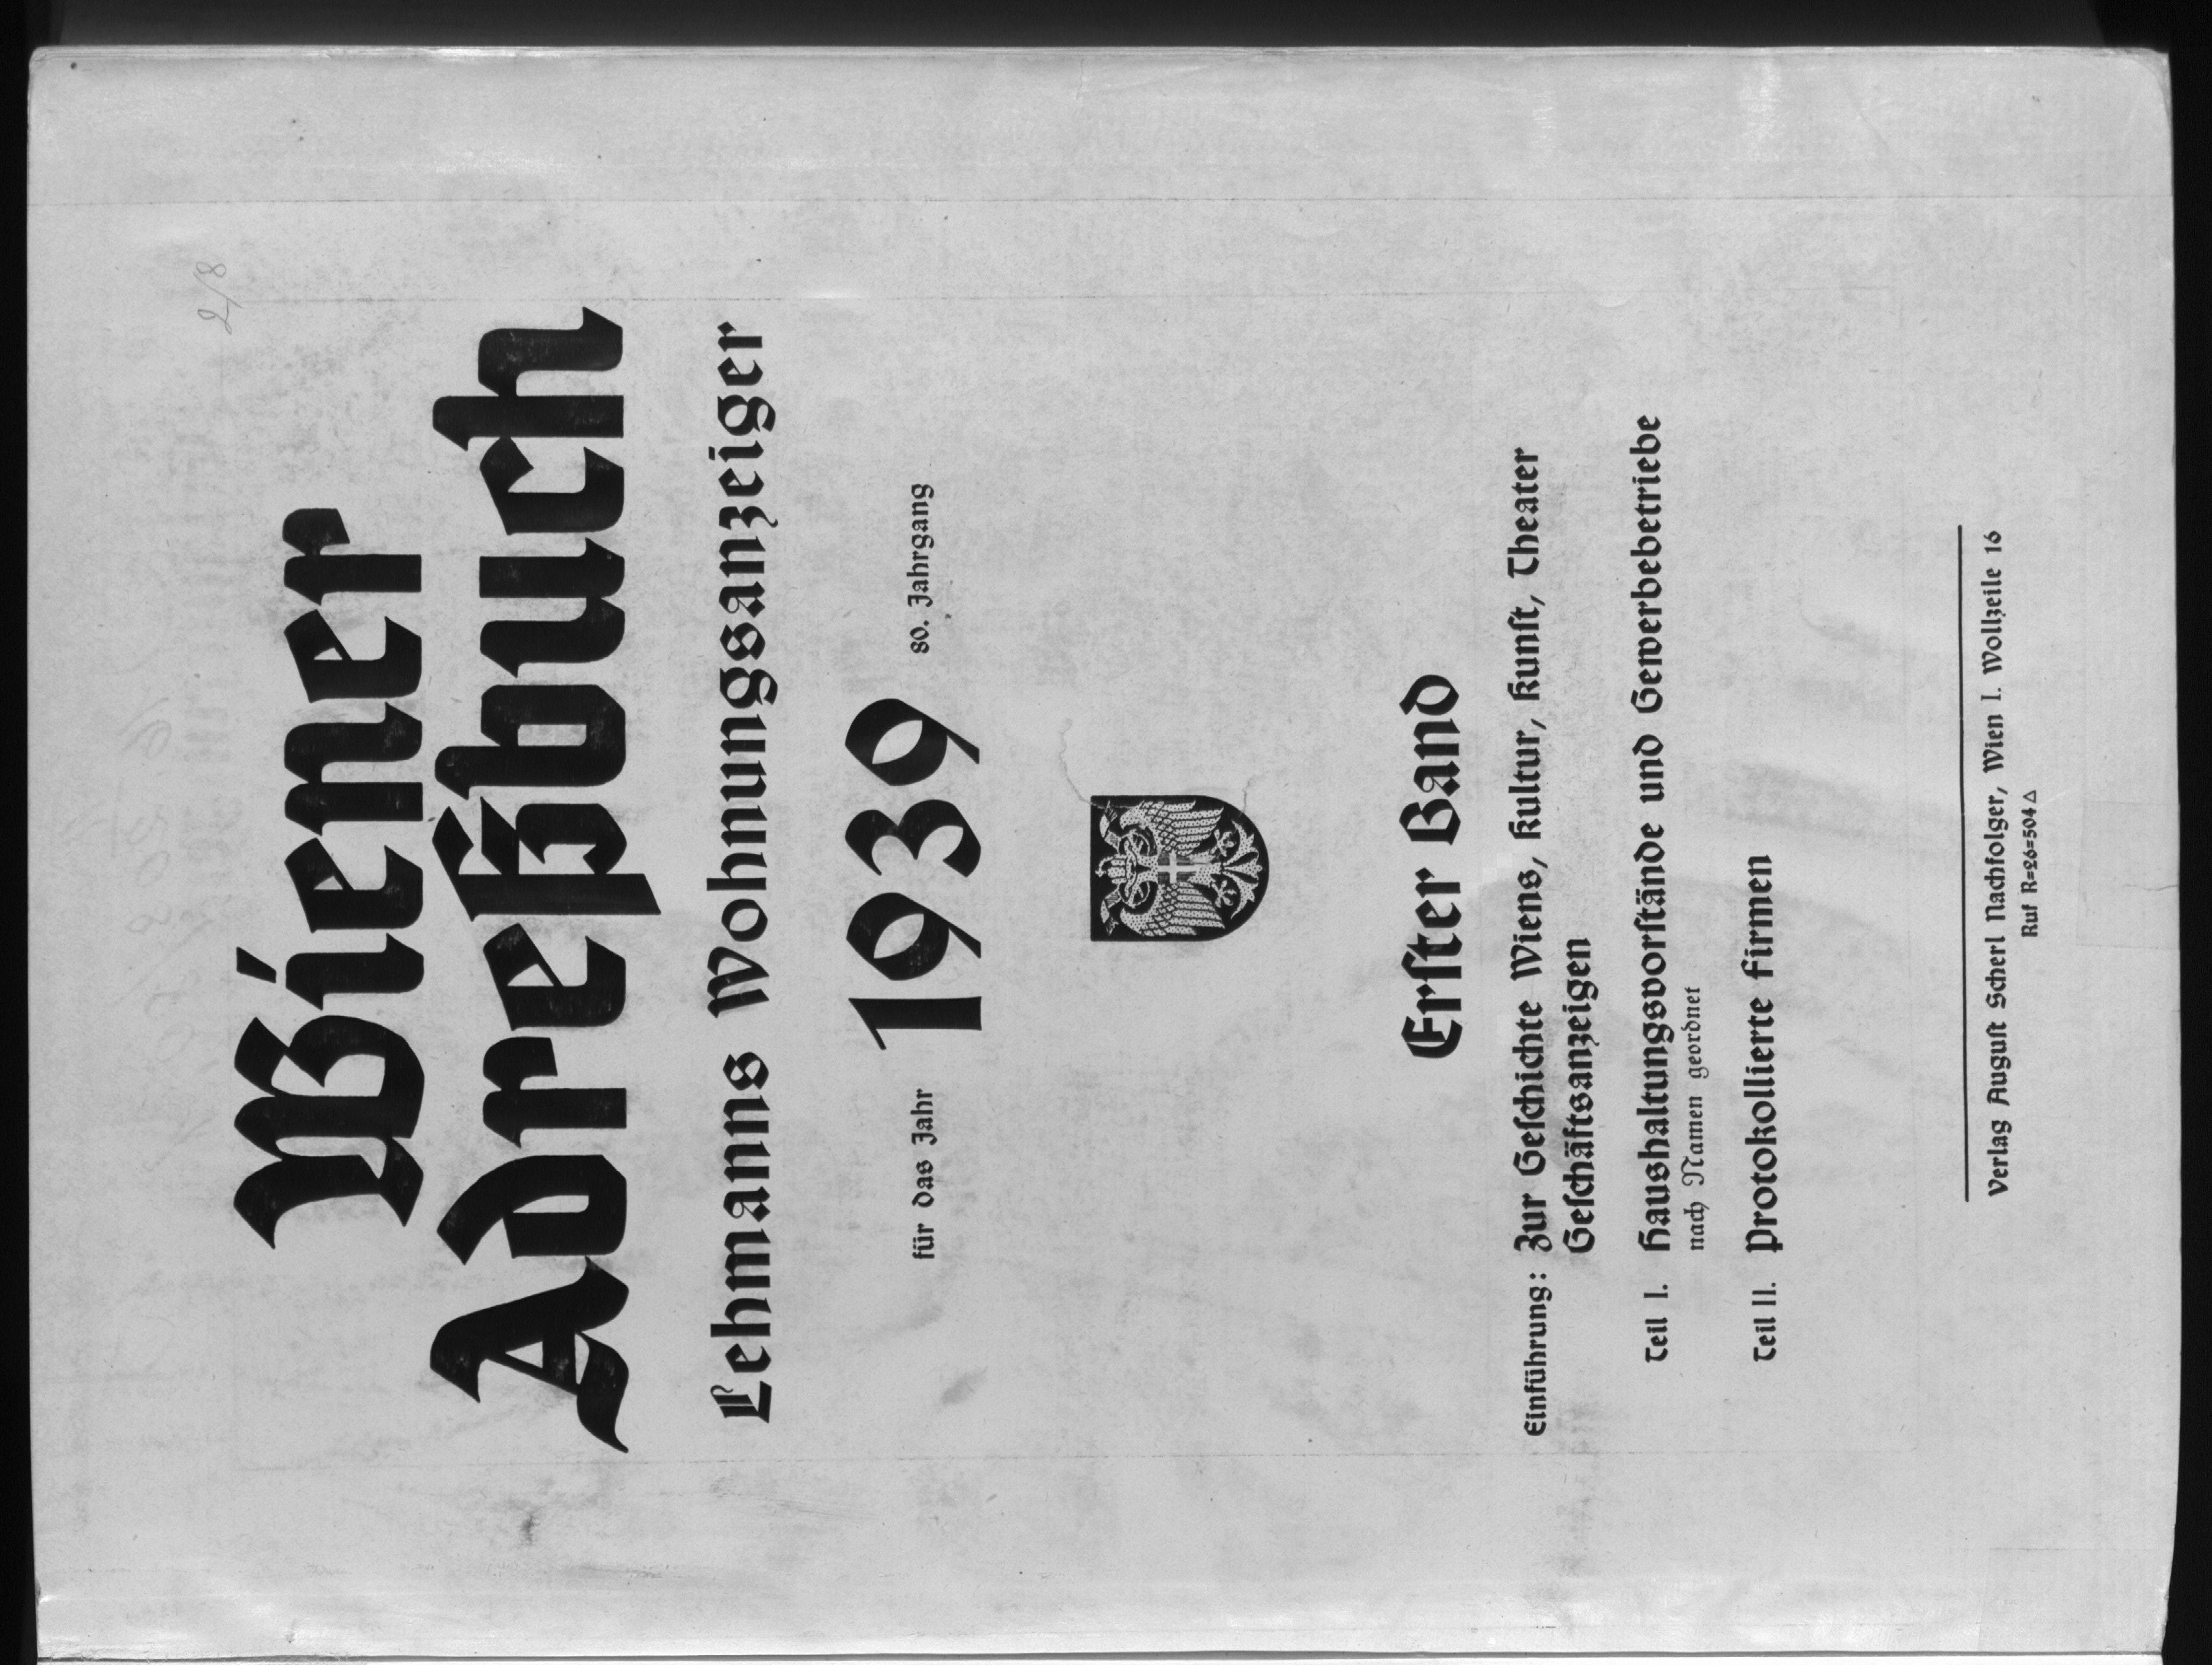 2/8
Wiener
Adreßbuch
Lehmanns Wohnungsanzeiger
für das Jahr 1939 80. Jahrgang
Erſter Band
Einführung: Zur Geſchichte Wiens, Kultur, Kunſt, Theater
Geſchäftsanzeigen
Teil I. Haushaltungsvorſtände und Gewerbebetriebe
nach Namen geordnet
Teil II. Protokollierte Firmen
Verlag Auguſt Scherl Nachfolger, Wien I. Wollzeile 16
Ruf R=26=504 △